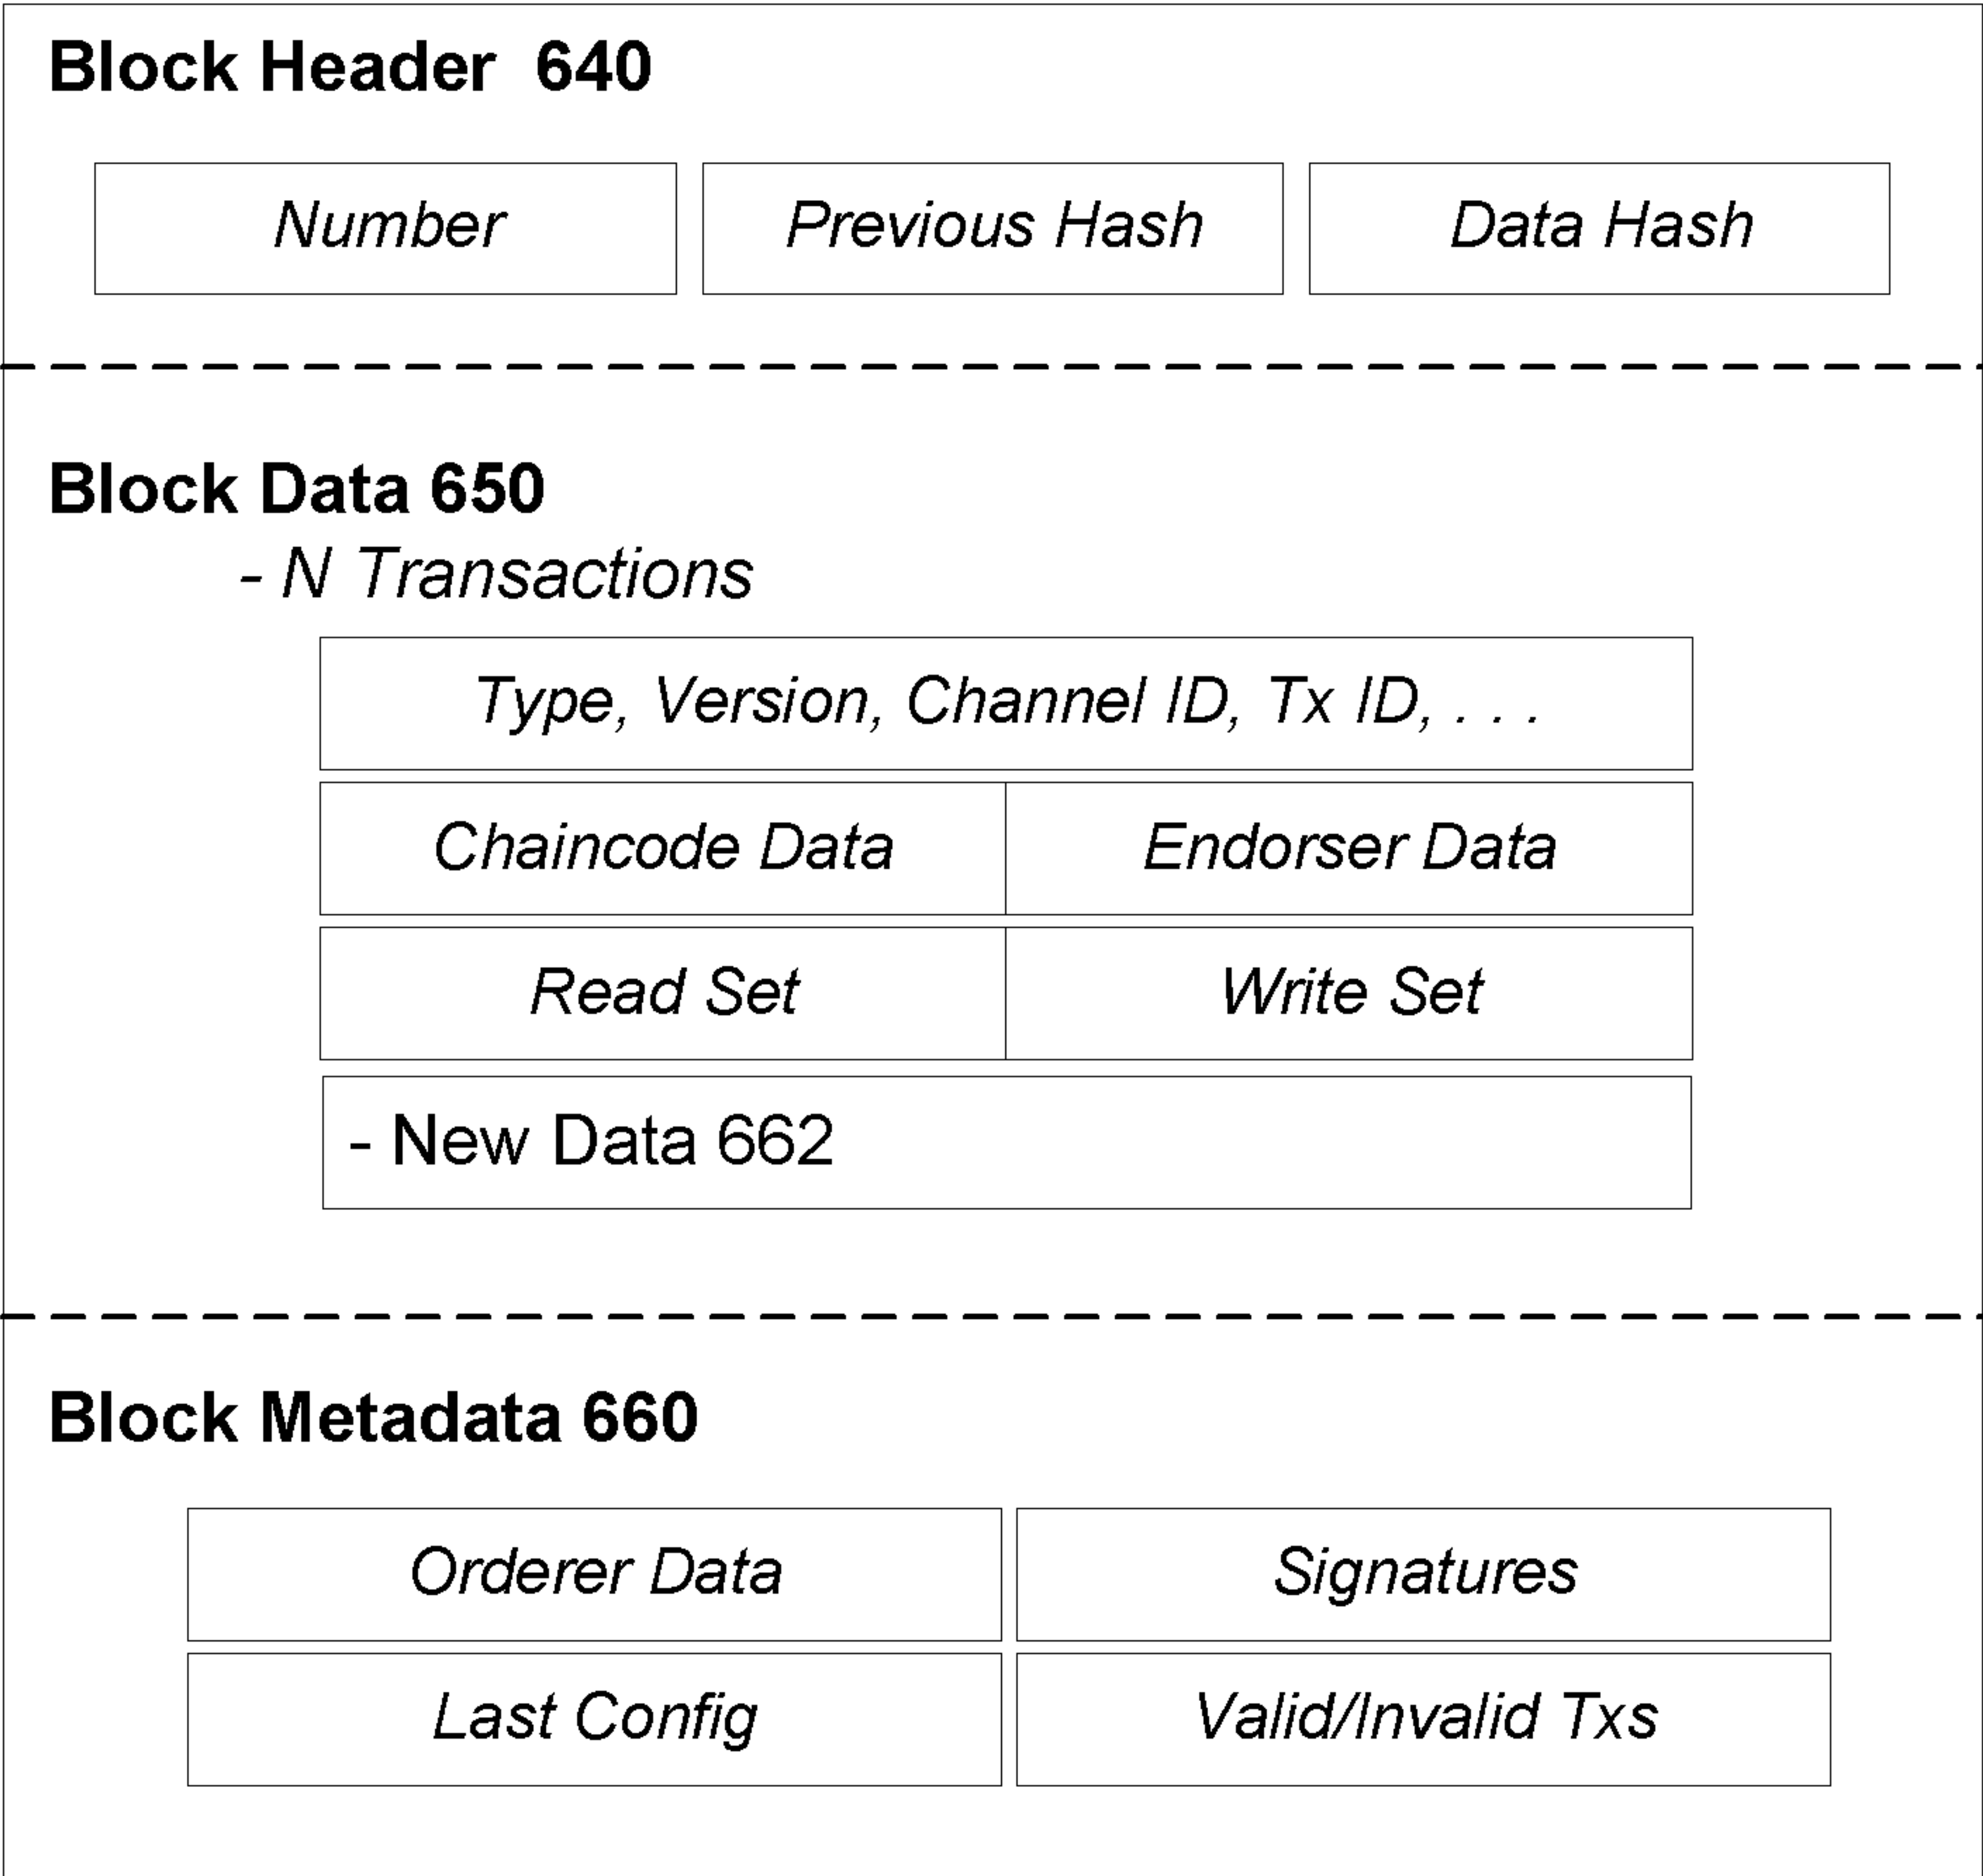 Block Header 640
Number Previous Hash Data Hash
Block Data 650
- N Transactions
Type, Version, Channel ID, Tx ID, . . .
Chaincode Data Endorser Data
Read Set Write Set
- New Data 662
Block Metadata 660
Orderer Data Signatures
Last Config Valid/Invalid Txs